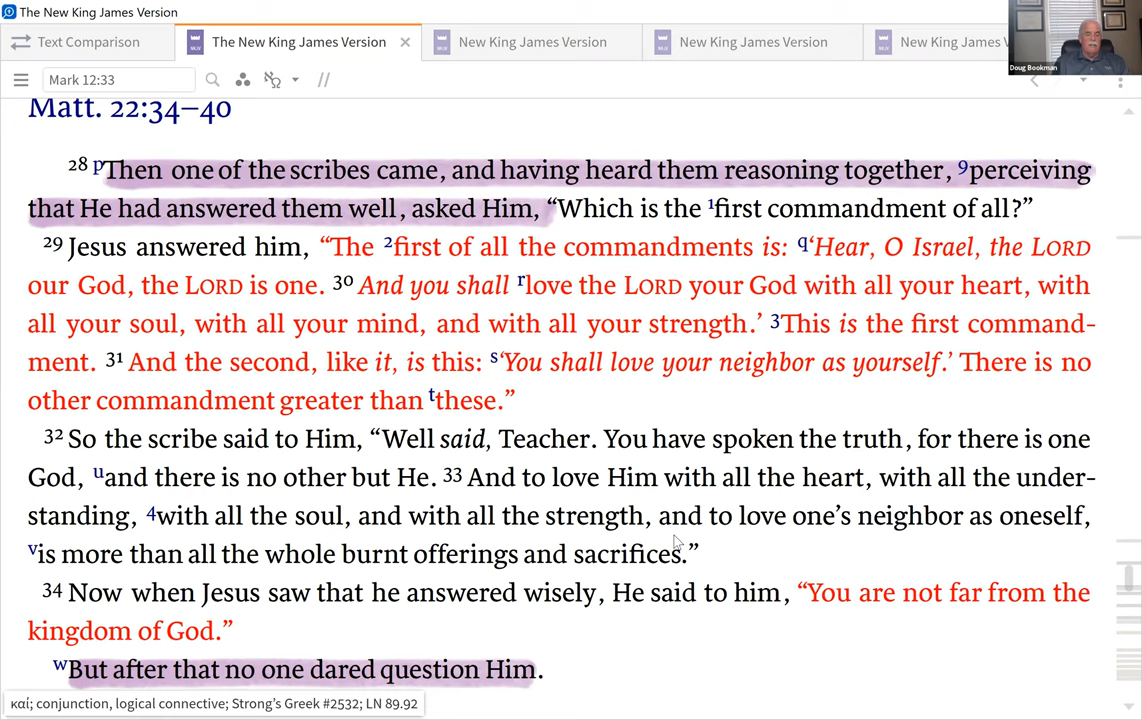 The New King James Version
Text Comparison
The New King James Version
New King James Version
New King James Version
New King James V
Doug Bookman
Mark 12:33
Matt. 22:34–40
28 pThen one of the scribes came, and having heard them reasoning together, 9perceiving
that He had answered them well, asked Him, “Which is the 1first commandment of all?”
29 Jesus answered him, “The 2first of all the commandments is: q‘Hear, O Israel, the LORD
our God, the LORD is one. 30 And you shall rlove the LORD your God with all your heart, with
all your soul, with all your mind, and with all your strength.’ 3This is the first command-
ment. 31 And the second, like it, is this: s‘You shall love your neighbor as yourself.’ There is no
other commandment greater than tthese.”
32 So the scribe said to Him, “Well said, Teacher. You have spoken the truth, for there is one
God, uand there is no other but He. 33 And to love Him with all the heart, with all the under-
standing, 4with all the soul, and with all the strength, and to love one’s neighbor as oneself,
vis more than all the whole burnt offerings and sacrifices.”
34 Now when Jesus saw that he answered wisely, He said to him, “You are not far from the
kingdom of God.”
wBut after that no one dared question Him.
καί; conjunction, logical connective; Strong’s Greek #2532; LN 89.92